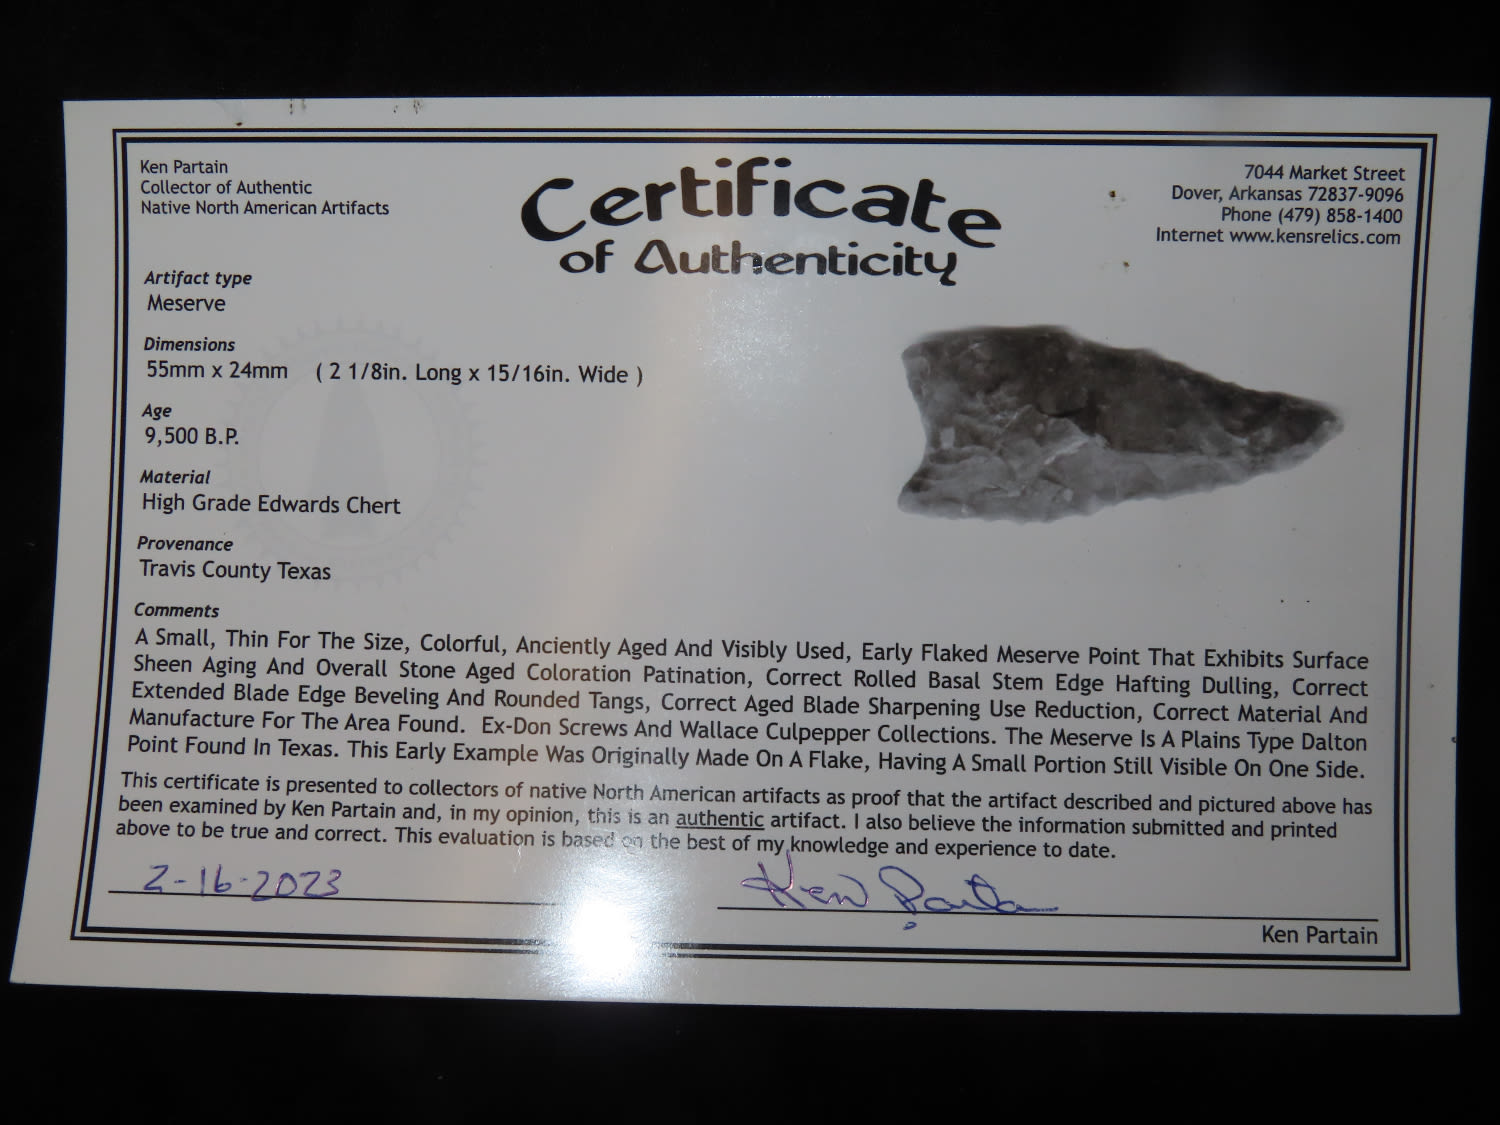 Ken Partain
Collector of Authentic
Native North American Artifacts
Certificate
of Authenticity
7044 Market Street
Dover, Arkansas 72837-9096
Phone (479) 858-1400
Internet www.kensrelics.com
Artifact type
Meserve
Dimensions
55mm x 24mm ( 2 1/8in. Long x 15/16in. Wide )
Age
9,500 B.P.
Material
High Grade Edwards Chert
Provenance
Travis County Texas
Comments
A Small, Thin For The Size, Colorful, Anciently Aged And Visibly Used, Early Flaked Meserve Point That Exhibits Surface
Sheen Aging And Overall Stone Aged Coloration Patination, Correct Rolled Basal Stem Edge Hafting Dulling, Correct
Extended Blade Edge Beveling And Rounded Tangs, Correct Aged Blade Sharpening Use Reduction, Correct Material And
Manufacture For The Area Found. Ex-Don Screws And Wallace Culpepper Collections. The Meserve Is A Plains Type Dalton
Point Found In Texas. This Early Example Was Originally Made On A Flake, Having A Small Portion Still Visible On One Side.
This certificate is presented to collectors of native North American artifacts as proof that the artifact described and pictured above has
been examined by Ken Partain and, in my opinion, this is an authentic artifact. I also believe the information submitted and printed
above to be true and correct. This evaluation is based on the best of my knowledge and experience to date.
2-16-2023
Ken Partain
Ken Partain